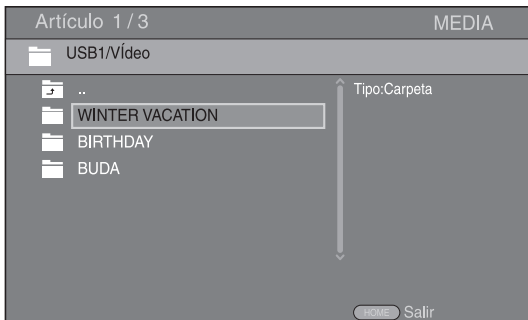 Artículo 1/3 MEDIA
USB1/Vídeo
..
Tipo:Carpeta
WINTER VACATION
BIRTHDAY
BUDA
HOME Salir